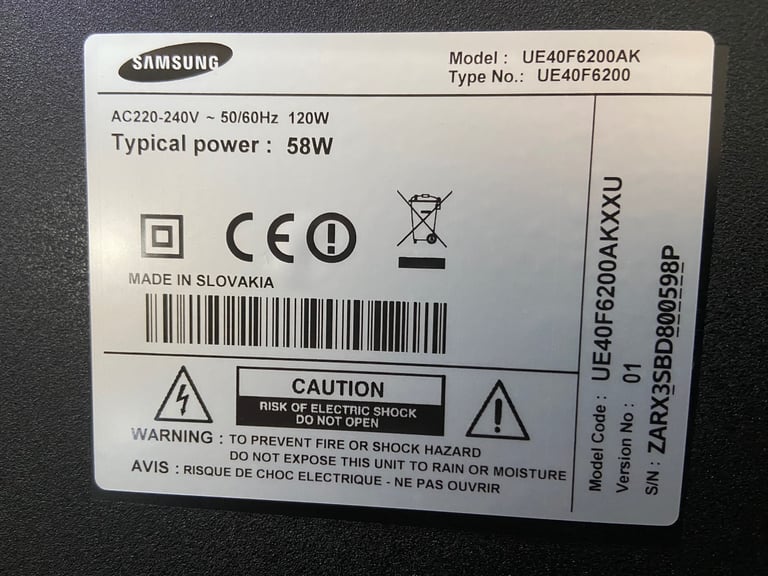 SAMSUNG
Model : UE40F6200AK
Type No.: UE40F6200
AC220-240V ~ 50/60Hz 120W
Typical power : 58W
CE
MADE IN SLOVAKIA
CAUTION
RISK OF ELECTRIC SHOCK
DO NOT OPEN
WARNING : TO PREVENT FIRE OR SHOCK HAZARD
DO NOT EXPOSE THIS UNIT TO RAIN OR MOISTURE
AVIS : RISQUE DE CHOC ELECTRIQUE - NE PAS OUVRIR
Model Code : UE40F6200AKXXU
Version No : 01
S/N : ZARX3SBD800598P